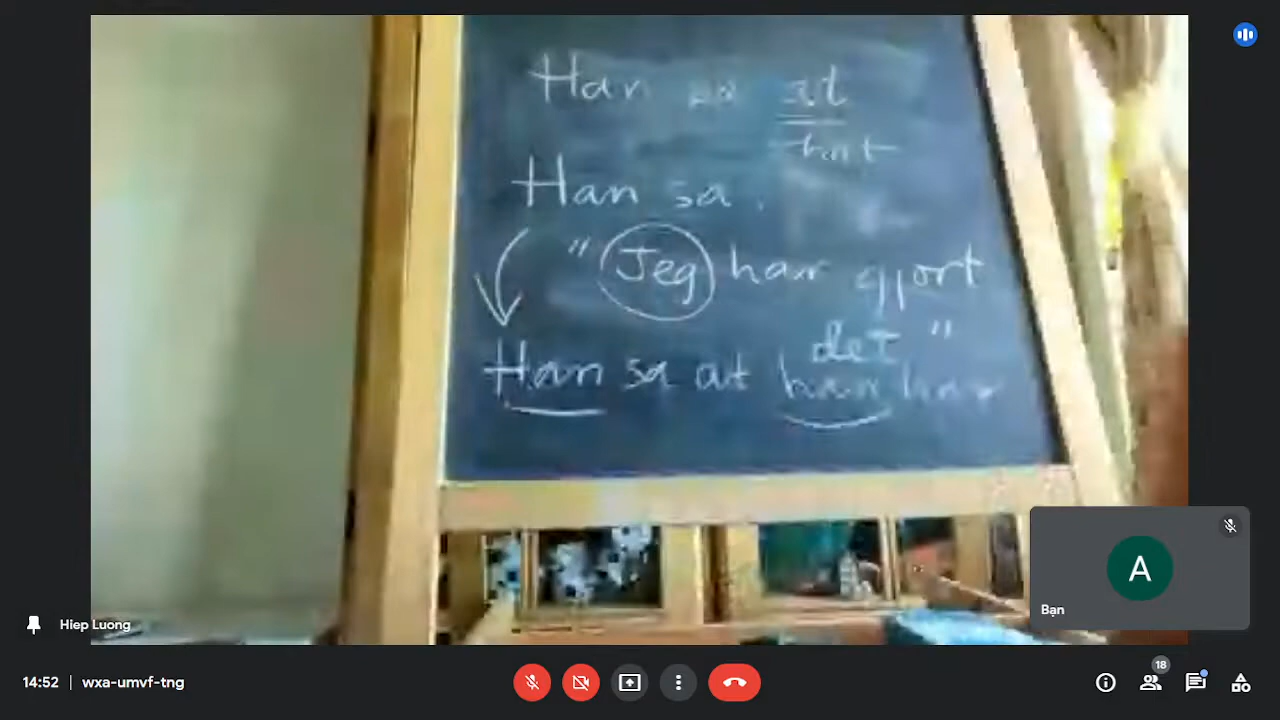 Han sa at
Han sa.
"Jeg har gjort
det"
Han sa at han har
Hiep Luong
A
Bạn
14:52 | wxa-umvf-tng
18